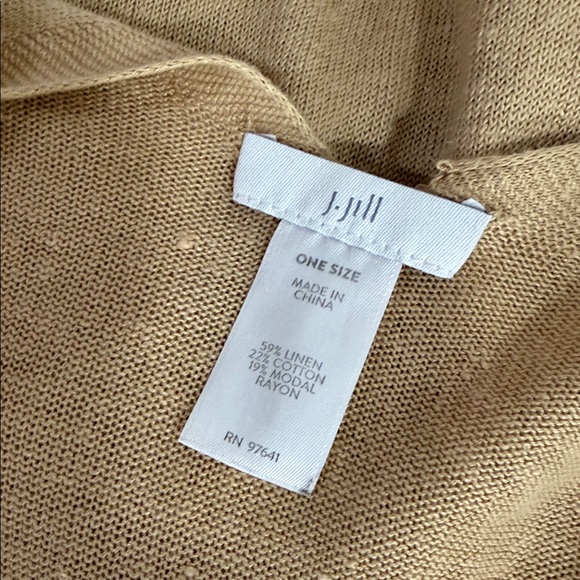 J.Jill
ONE SIZE
MADE IN
CHINA
59% LINEN
22% COTTON
19% MODAL
RAYON
RN 97641